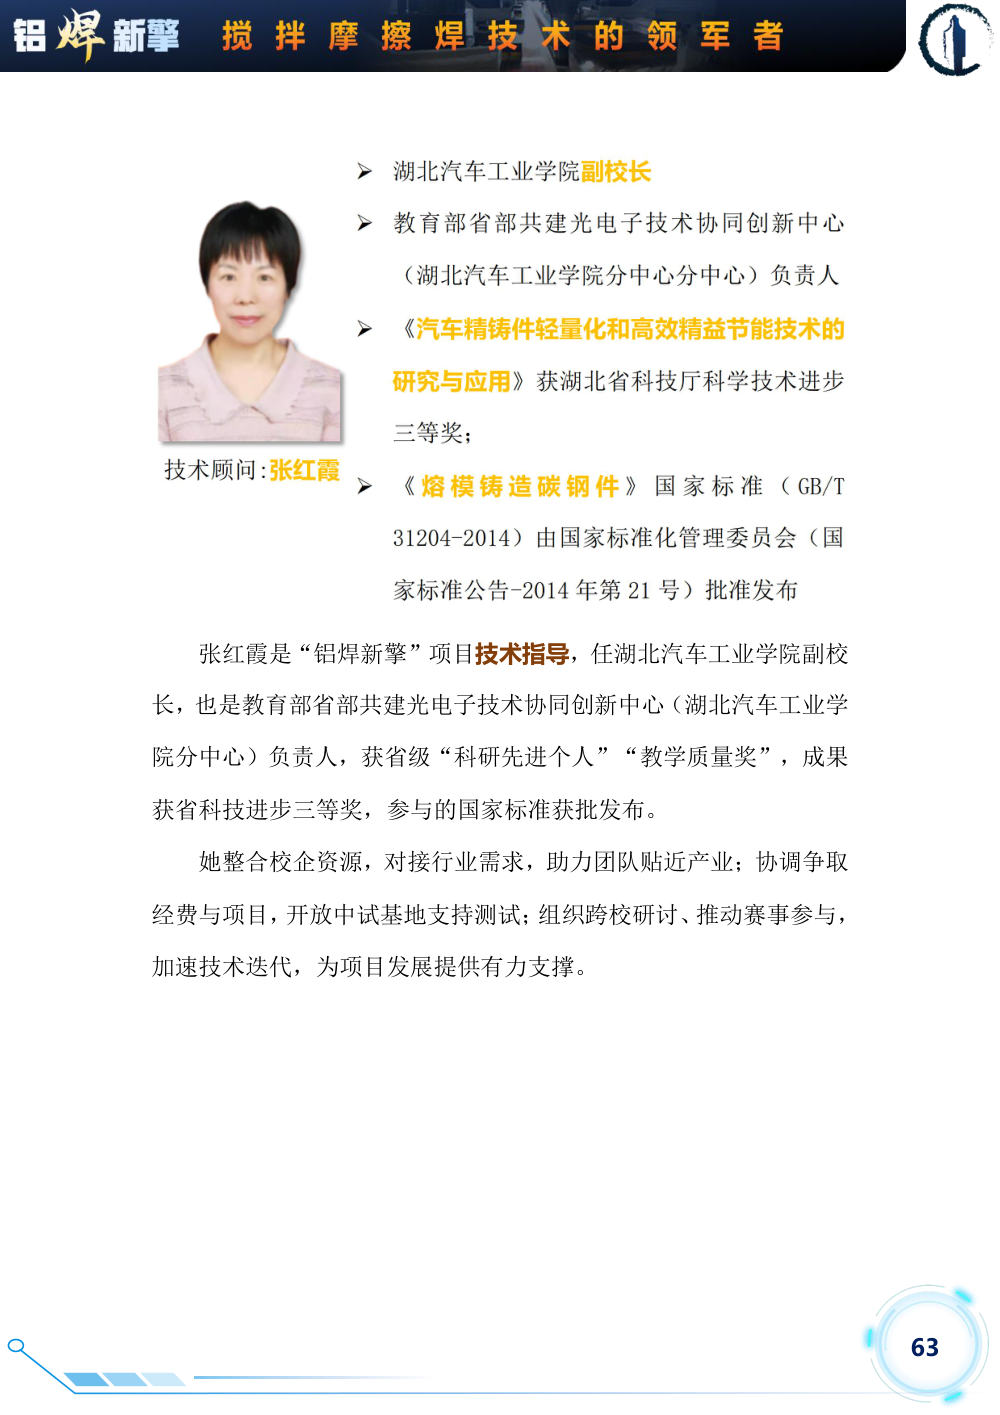 铝焊新擎 搅拌摩擦焊技术的领军者
➢ 湖北汽车工业学院副校长
➢ 教育部省部共建光电子技术协同创新中心
（湖北汽车工业学院分中心分中心）负责人
➢ 《汽车精铸件轻量化和高效精益节能技术的
研究与应用》获湖北省科技厅科学技术进步
三等奖；
技术顾问:张红霞
➢ 《熔模铸造碳钢件》国家标准（GB/T
31204-2014）由国家标准化管理委员会（国
家标准公告-2014 年第 21 号）批准发布
张红霞是“铝焊新擎”项目技术指导，任湖北汽车工业学院副校
长，也是教育部省部共建光电子技术协同创新中心（湖北汽车工业学
院分中心）负责人，获省级“科研先进个人”“教学质量奖”，成果
获省科技进步三等奖，参与的国家标准获批发布。
她整合校企资源，对接行业需求，助力团队贴近产业；协调争取
经费与项目，开放中试基地支持测试；组织跨校研讨、推动赛事参与，
加速技术迭代，为项目发展提供有力支撑。
63